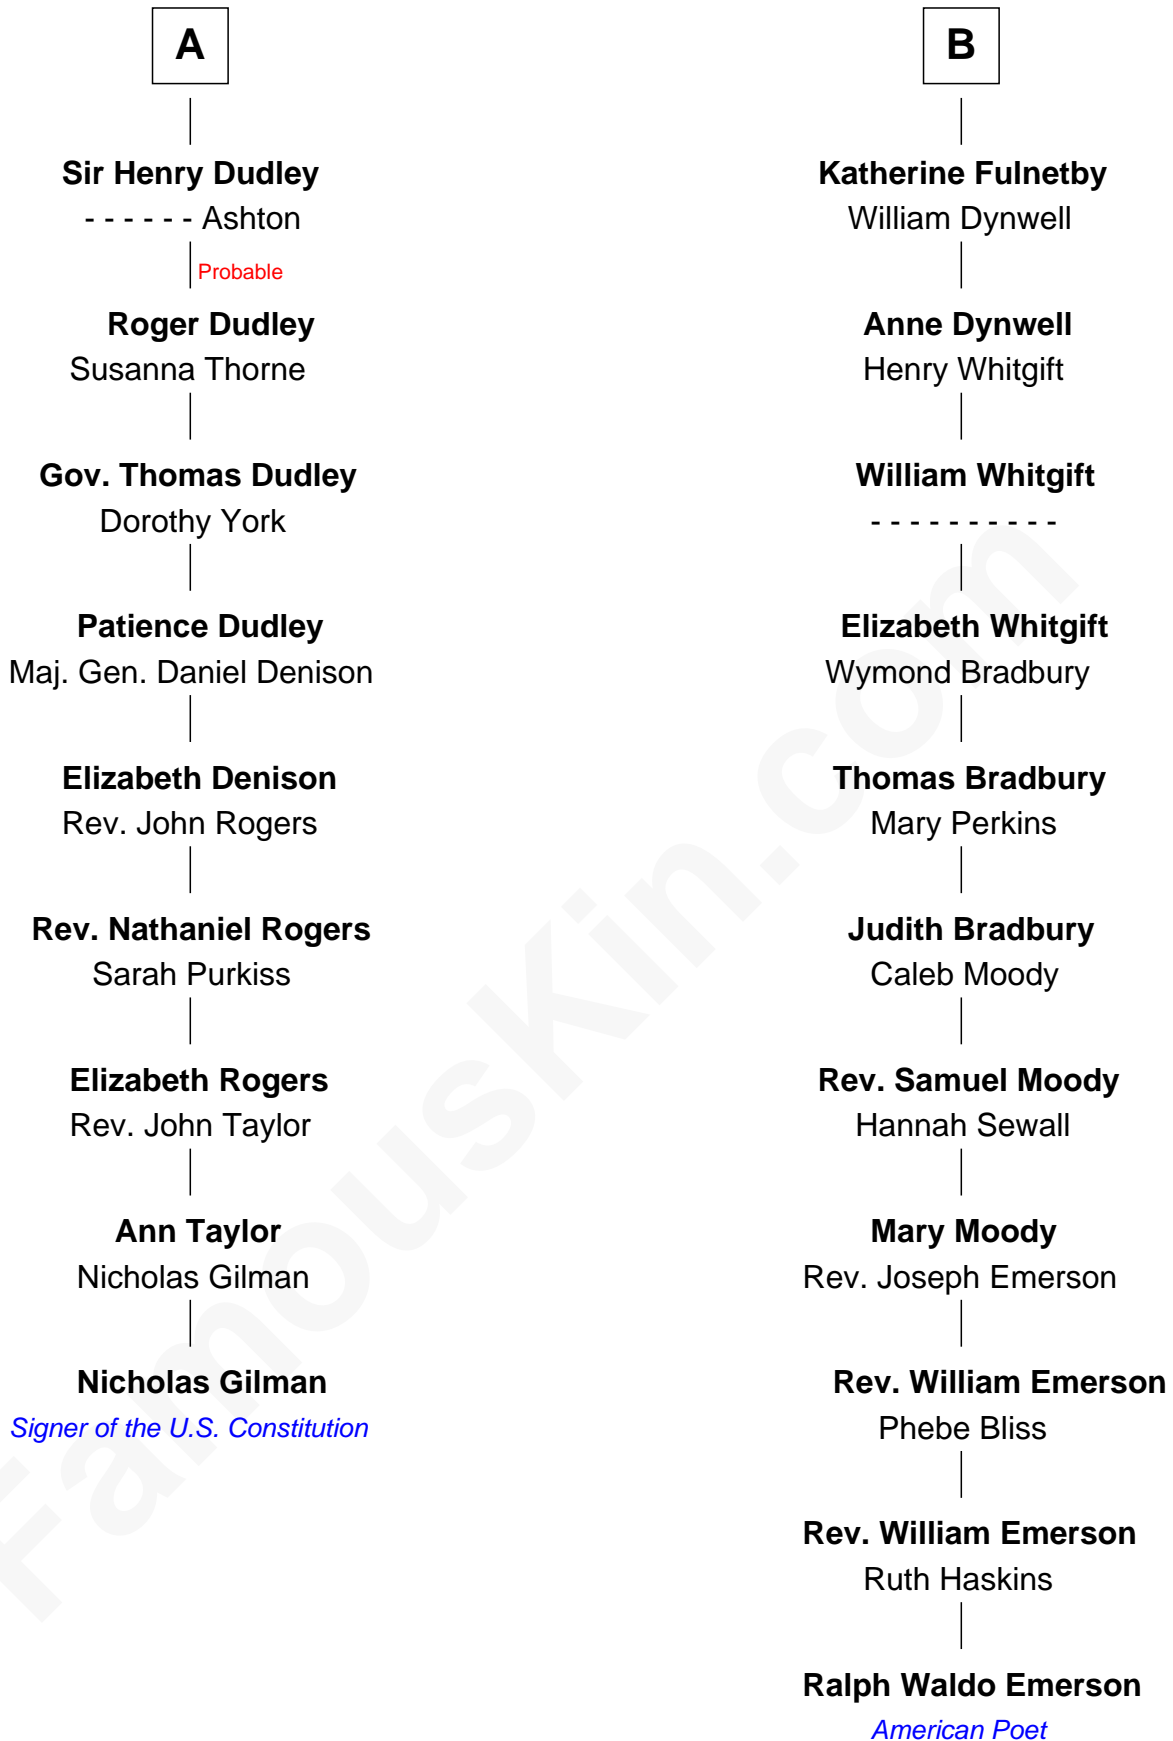 A
Sir Henry Dudley
- - - - - - Ashton
Probable
Roger Dudley
Susanna Thorne
Gov. Thomas Dudley
Dorothy York
Patience Dudley
Maj. Gen. Daniel Denison
Elizabeth Denison
Rev. John Rogers
Rev. Nathaniel Rogers
Sarah Purkiss
Elizabeth Rogers
Rev. John Taylor
Ann Taylor
Nicholas Gilman
Nicholas Gilman
Signer of the U.S. Constitution
B
Katherine Fulnetby
William Dynwell
Anne Dynwell
Henry Whitgift
William Whitgift
- - - - - - - - - -
Elizabeth Whitgift
Wymond Bradbury
Thomas Bradbury
Mary Perkins
Judith Bradbury
Caleb Moody
Rev. Samuel Moody
Hannah Sewall
Mary Moody
Rev. Joseph Emerson
Rev. William Emerson
Phebe Bliss
Rev. William Emerson
Ruth Haskins
Ralph Waldo Emerson
American Poet
FamousKin.com